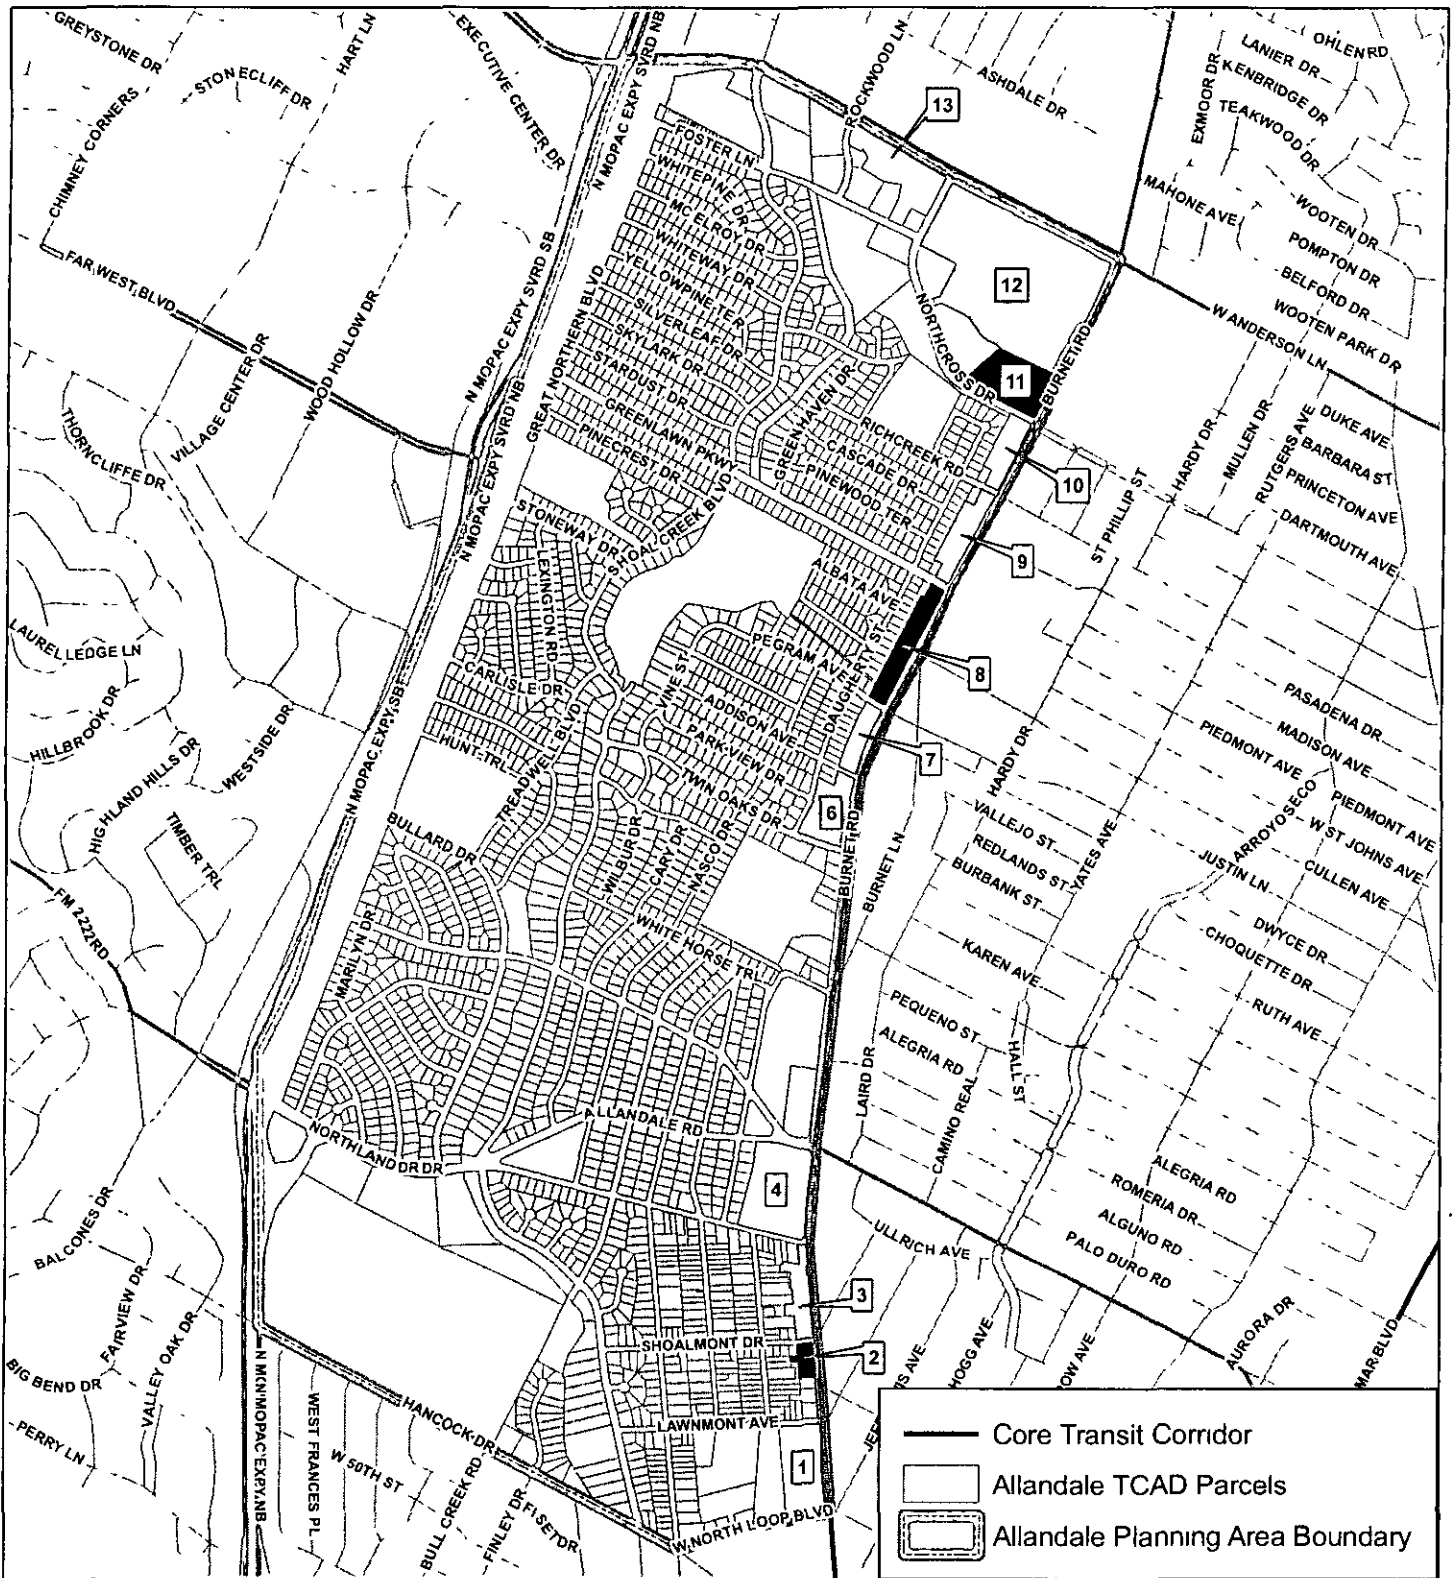 GREYSTONE DR
STONECLIFF DR
HART LN
EXECUTIVE CENTER DR
N MOPAC EXPY SVRD NB
CHIMNEY CORNERS
ROCKWOOD LN
13
ASHDALE DR
OHLEN RD
LANIER DR
KENBRIDGE DR
TEAKWOOD DR
EXMOOR DR
MAHONE AVE
WOOTEN DR
POMPTON DR
BELFORD DR
WOOTEN PARK DR
W ANDERSON LN
FOSTER LN
WHITEPINE DR
MC ELROY DR
WHITEWAY DR
YELLOWPINE TER
SILVERLEAF DR
SKYLARK DR
STARDUST DR
GREENLAWN PKWY
PINECREST DR
FAR WEST BLVD
VILLAGE CENTER DR
WOOD HOLLOW DR
N MOPAC EXPY SVRD SB
GREAT NORTHERN BLVD
N MOPAC EXPY SVRD NB
12
NORTHCROSS DR
11
BURNET RD
GREEN HAVEN DR
RICHCREEK RD
CASCADE DR
PINEWOOD TER
10
9
ST PHILLIP ST
HARDY DR
MULLEN DR
RUTGERS AVE
DUKE AVE
BARBARA ST
PRINCETON AVE
DARTMOUTH AVE
THORNCLIFFE DR
STONEWAY DR
SHOAL CREEK BLVD
LEXINGTON RD
ALBATA AVE
PEGRAM AVE
DAUGHERTY ST
8
VINE ST
ADDISON AVE
PARK VIEW DR
TWIN OAKS DR
7
6
LAURELLEDGE LN
HILLBROOK DR
HIGHLAND HILLS DR
WESTSIDE DR
TIMBER TRL
N MOPAC EXPY SB
CARLISLE DR
HUNT TRL
TREADWELL BLVD
BULLARD DR
WILBUR DR
CARY DR
NASCO DR
WHITE HORSE TRL
MARILYN DR
FM 2222 RD
BURNET RD
BURNET LN
HARDY DR
VALLEJO ST
REDLANDS ST
BURBANK ST
YATES AVE
KAREN AVE
PASADENA DR
MADISON AVE
PIEDMONT AVE
PIEDMONT AVE
W ST JOHNS AVE
ARROYO SECO
JUSTIN LN
CULLEN AVE
DWYCE DR
CHOQUETTE DR
RUTH AVE
PEQUENO ST
ALEGRIA RD
HALL ST
LAIRD DR
CAMINO REAL
ALLANDALE RD
NORTHLAND DR DR
4
ALEGRIA RD
ROMERIA DR
ALGUNO RD
PALO DURO RD
ULLRICH AVE
BALCONES DR
FAIRVIEW DR
VALLEY OAK DR
BIG BEND DR
PERRY LN
3
SHOALMONT DR
2
LAWNMONT AVE
1
AURORA DR
HOGG AVE
HANCOCK DR
WEST FRANCES PL
W 50TH ST
BULL CREEK RD
FINLEY DR
FISET DR
W NORTH LOOP BLVD
Core Transit Corridor
Allandale TCAD Parcels
Allandale Planning Area Boundary